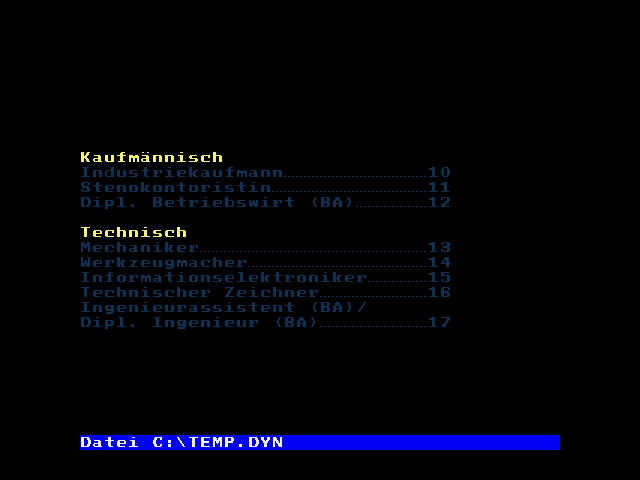 Kaufmännisch
Industriekaufmann........................10
Stenokontoristin..........................11
Dipl. Betriebswirt (BA)............12
Technisch
Mechaniker......................................13
Werkzeugmacher..............................14
Informationselektroniker..........15
Technischer Zeichner..................16
Ingenieurassistent (BA)/
Dipl. Ingenieur (BA)..................17
Datei C:\TEMP.DYN